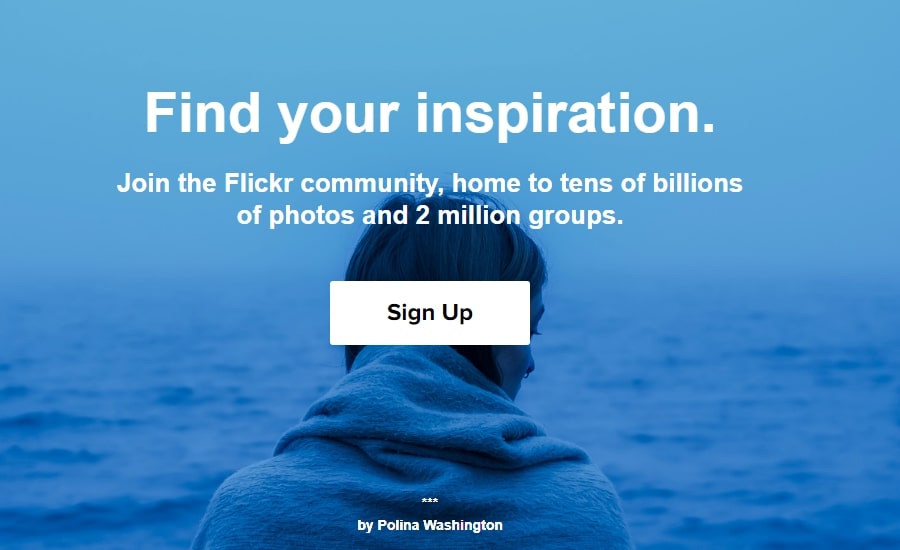 Find your inspiration.
Join the Flickr community, home to tens of billions
of photos and 2 million groups.
Sign Up
***
by Polina Washington